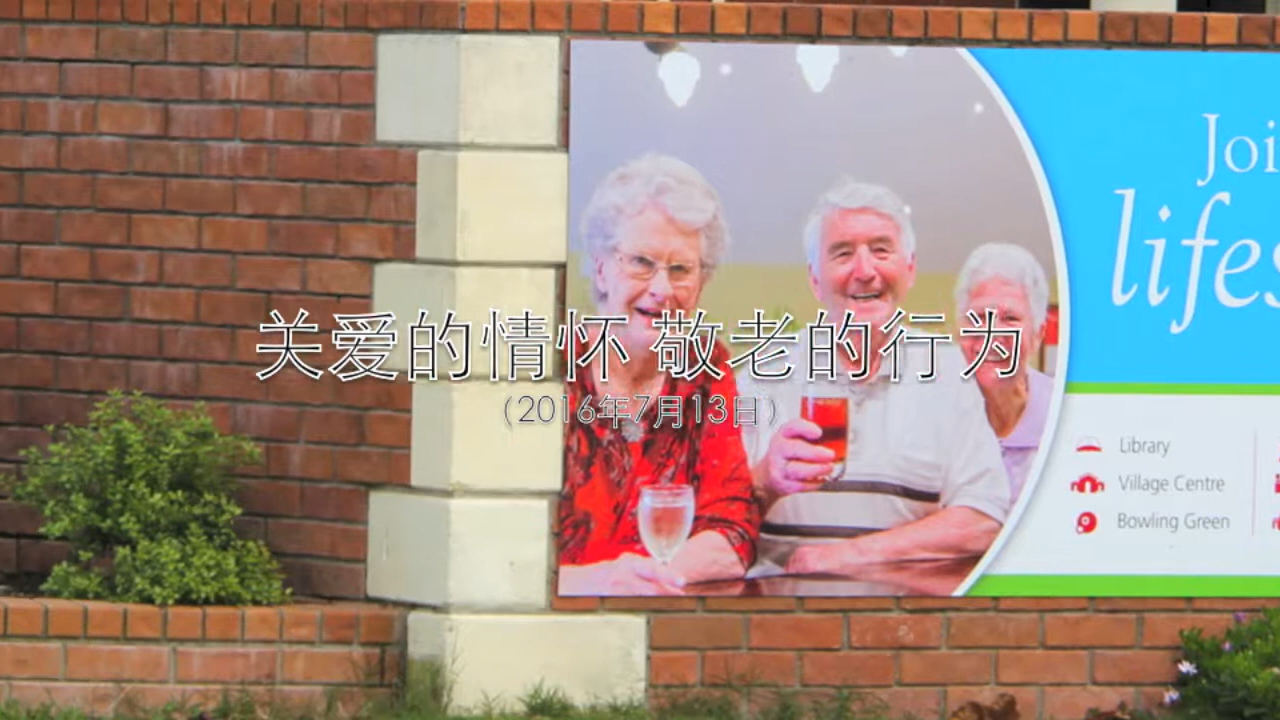 Joi
lifes
关爱的情怀 敬老的行为
（2016年7月13日）
Library
Village Centre
Bowling Green